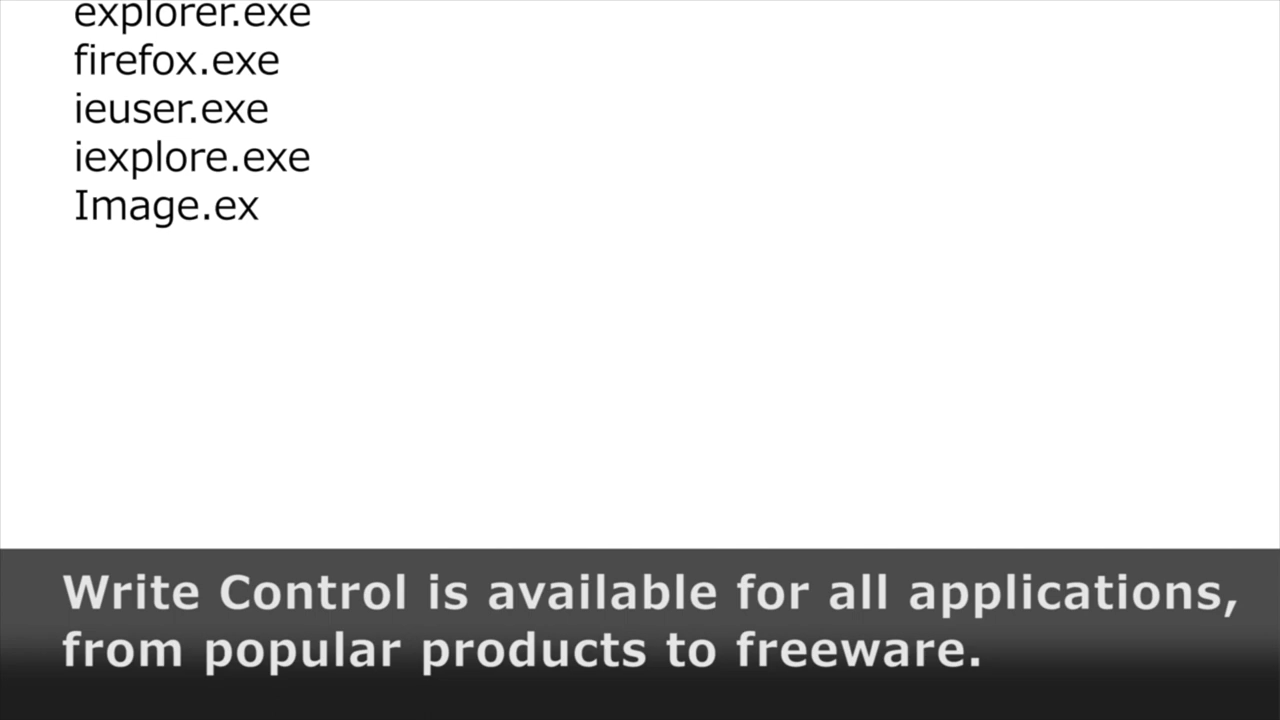 explorer.exe
firefox.exe
ieuser.exe
iexplore.exe
Image.ex
Write Control is available for all applications,
from popular products to freeware.